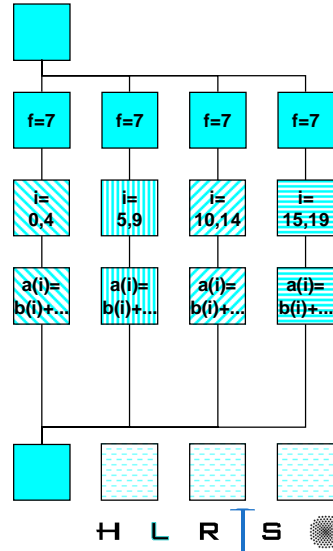 f=7 f=7 f=7 f=7
i= i= i= i=
0,4 5,9 10,14 15,19
a(i)= a(i)= a(i)= a(i)=
b(i)+... b(i)+... b(i)+... b(i)+...
H L R T S